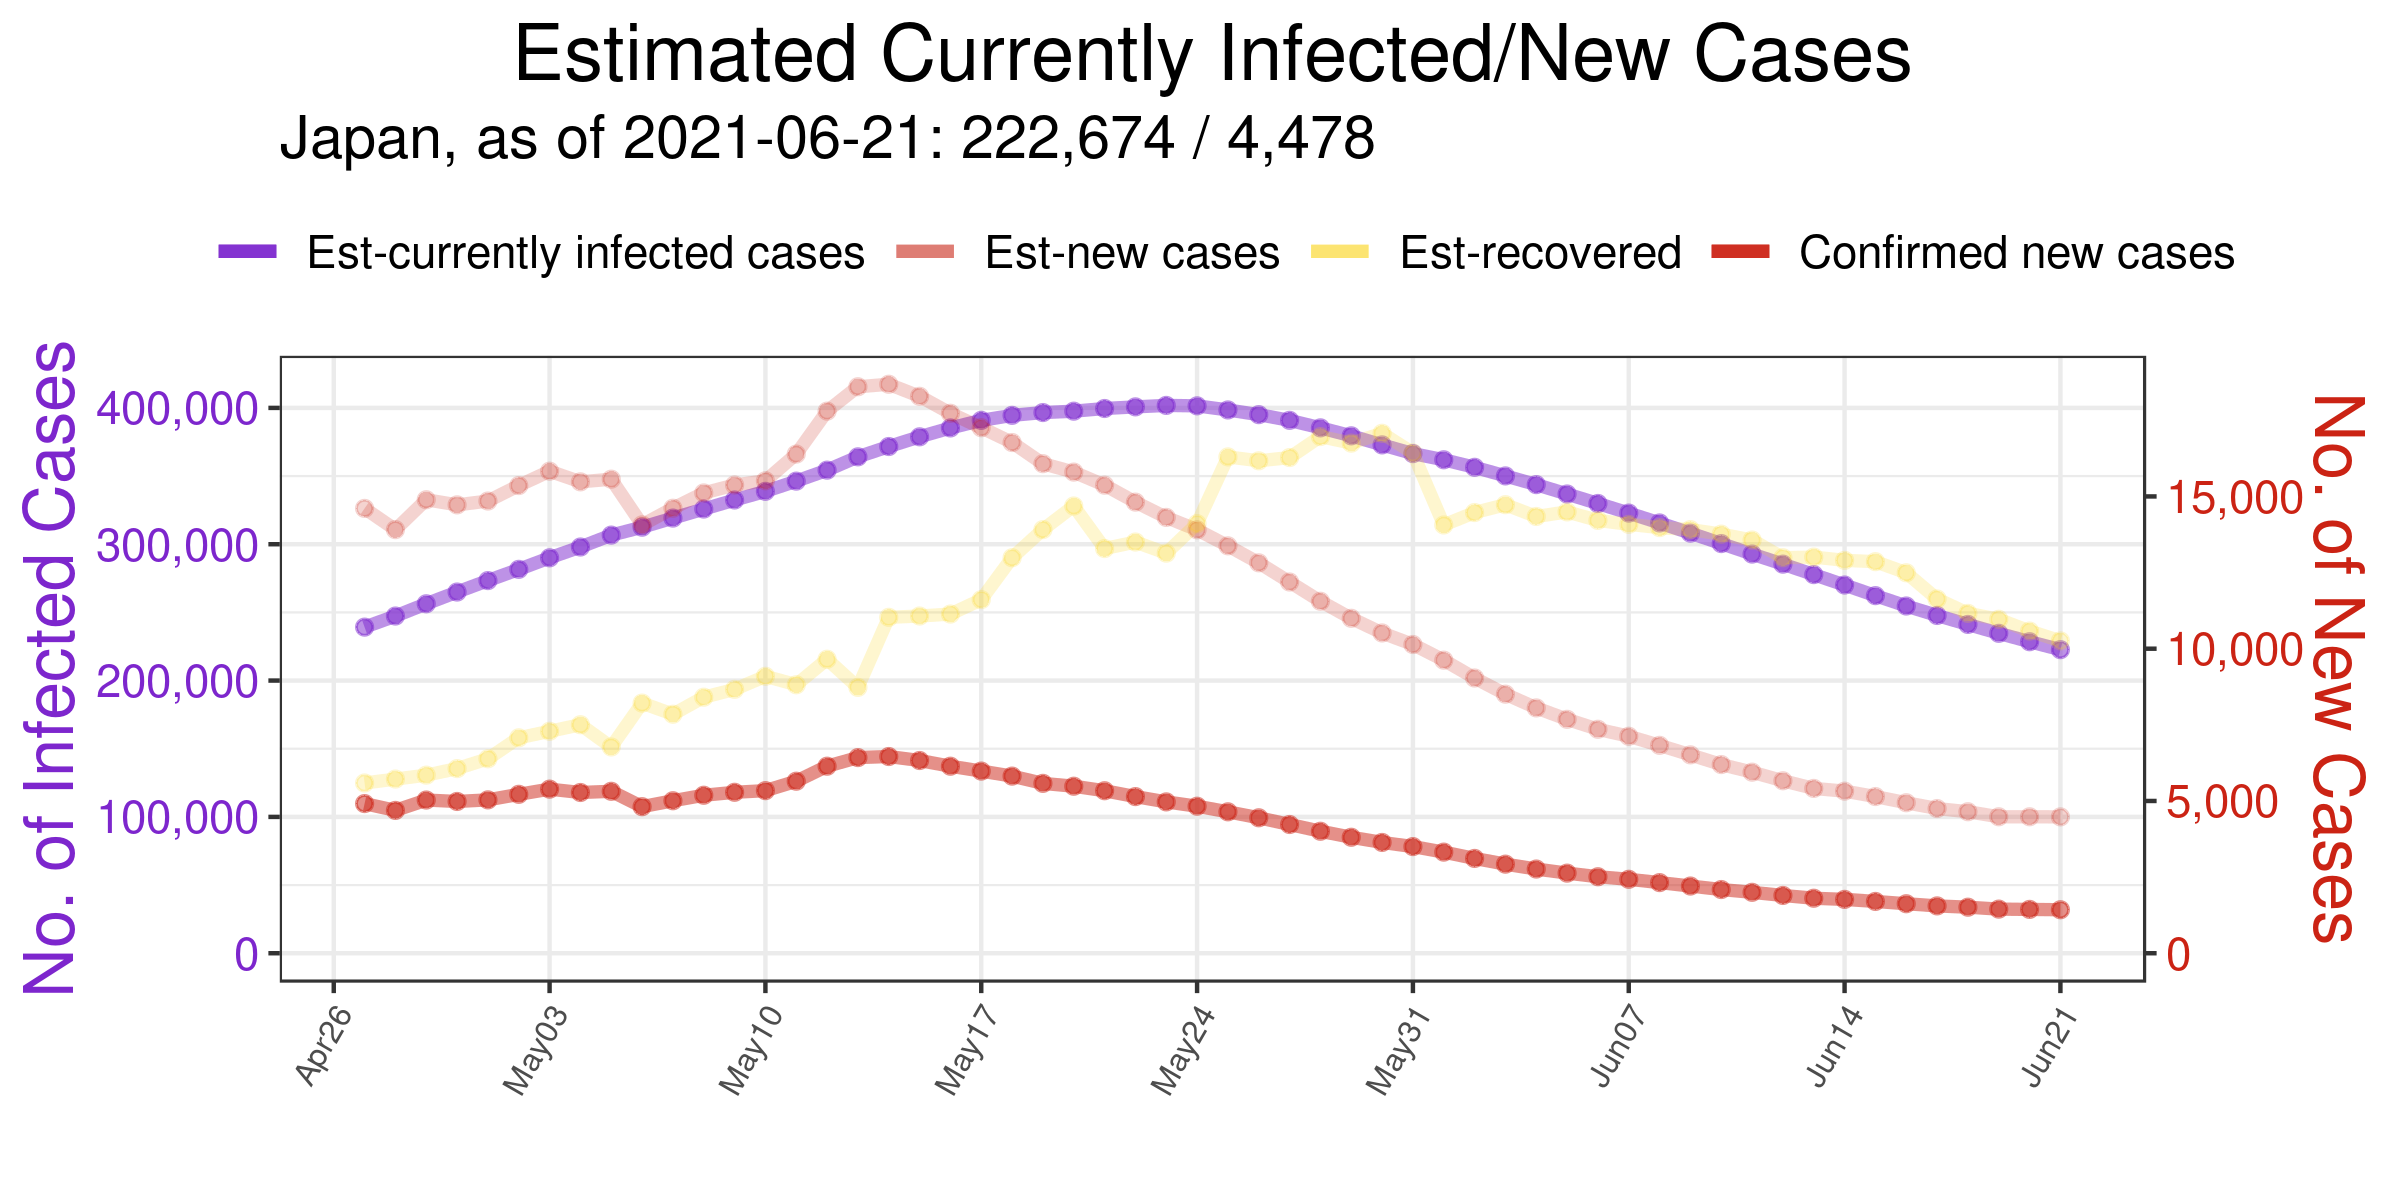 Estimated Currently Infected/New Cases
Japan, as of 2021-06-21: 222,674 / 4,478
Est-currently infected cases Est-new cases Est-recovered Confirmed new cases
No. of Infected Cases
400,000
300,000
200,000
100,000
0
15,000
10,000
5,000
0
No. of New Cases
Apr26 May03 May10 May17 May24 May31 Jun07 Jun14 Jun21